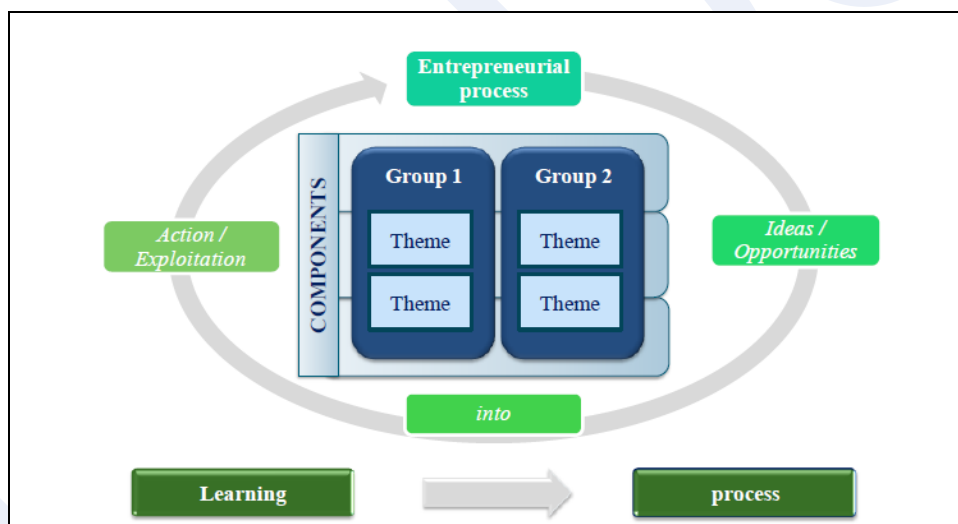 Entrepreneurial
process
COMPONENTS
Group 1
Group 2
Theme
Theme
Theme
Theme
Action /
Exploitation
Ideas /
Opportunities
into
Learning
process